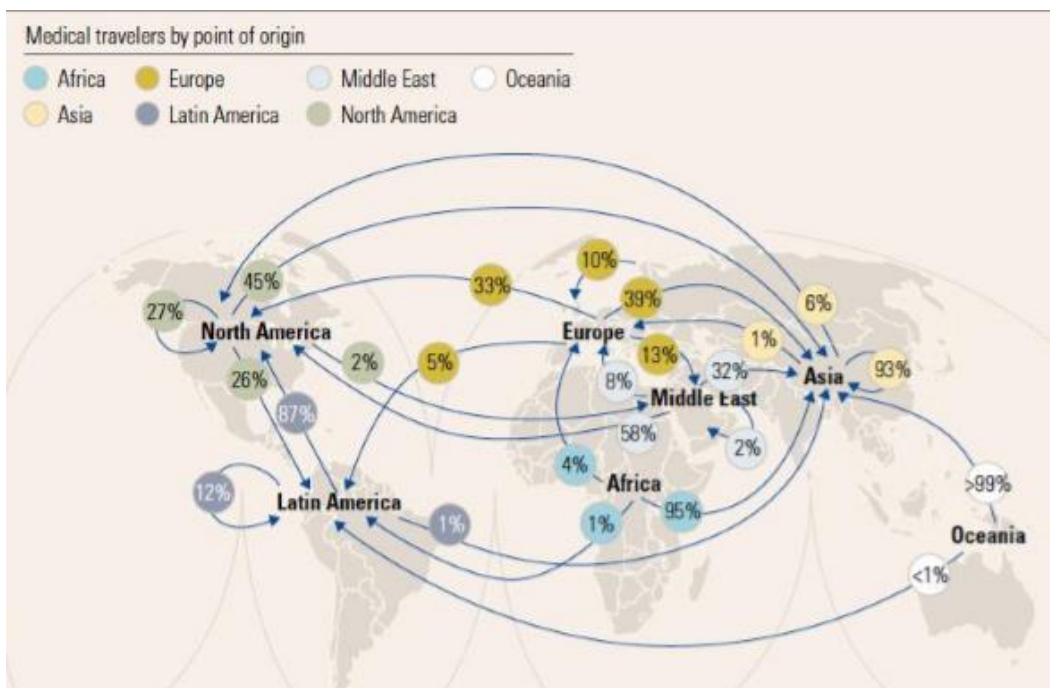 Medical travelers by point of origin
Africa Europe Middle East Oceania
Asia Latin America North America
10%
45%
33%
39%
6%
27%
North America
Europe
1%
13%
2%
5%
26%
8%
32%
Asia
93%
Middle East
87%
58%
2%
4%
Africa
12%
Latin America
>99%
95%
1%
1%
Oceania
<1%